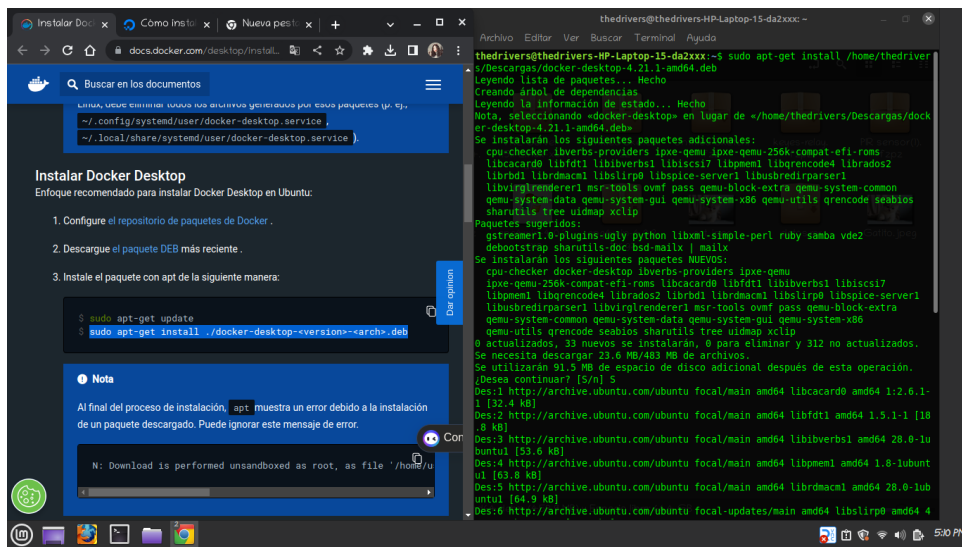 Instalar Doc
Cómo insta
Nueva pest
docs.docker.com/desktop/install..
Buscar en los documentos
Linux, debe eliminar todos los archivos generados por esos paquetes (p. ej.,
~/.config/systemd/user/docker-desktop.service ,
~/.local/share/systemd/user/docker-desktop.service ).
Instalar Docker Desktop
Enfoque recomendado para instalar Docker Desktop en Ubuntu:
1. Configure el repositorio de paquetes de Docker .
2. Descargue el paquete DEB más reciente .
3. Instale el paquete con apt de la siguiente manera:
$ sudo apt-get update
$ sudo apt-get install ./docker-desktop-<version>-<arch>.deb
Dar opinion
Nota
Al final del proceso de instalación, apt muestra un error debido a la instalación
de un paquete descargado. Puede ignorar este mensaje de error.
Con
N: Download is performed unsandboxed as root, as file '/home/u
thedrivers@thedrivers-HP-Laptop-15-da2xxx: ~
Archivo Editar Ver Buscar Terminal Ayuda
thedrivers@thedrivers-HP-Laptop-15-da2xxx:~$ sudo apt-get install /home/thedriver
s/Descargas/docker-desktop-4.21.1-amd64.deb
Leyendo lista de paquetes... Hecho
Creando árbol de dependencias
Leyendo la información de estado... Hecho
Nota, seleccionando «docker-desktop» en lugar de «/home/thedrivers/Descargas/dock
er-desktop-4.21.1-amd64.deb»
Se instalarán los siguientes paquetes adicionales:
cpu-checker ibverbs-providers ipxe-qemu ipxe-qemu-256k-compat-efi-roms
libcacard0 libfdt1 libibverbs1 libiscsi7 libpmem1 libqrencode4 librados2
librbd1 librdmacm1 libslirp0 libspice-server1 libusbredirparser1
libvirglrenderer1 msr-tools ovmf pass qemu-block-extra qemu-system-common
qemu-system-data qemu-system-gui qemu-system-x86 qemu-utils qrencode seabios
sharutils tree uidmap xclip
Paquetes sugeridos:
gstreamer1.0-plugins-ugly python libxml-simple-perl ruby samba vde2
debootstrap sharutils-doc bsd-mailx | mailx
Se instalarán los siguientes paquetes NUEVOS:
cpu-checker docker-desktop ibverbs-providers ipxe-qemu
ipxe-qemu-256k-compat-efi-roms libcacard0 libfdt1 libibverbs1 libiscsi7
libpmem1 libqrencode4 librados2 librbd1 librdmacm1 libslirp0 libspice-server1
libusbredirparser1 libvirglrenderer1 msr-tools ovmf pass qemu-block-extra
qemu-system-common qemu-system-data qemu-system-gui qemu-system-x86
qemu-utils qrencode seabios sharutils tree uidmap xclip
0 actualizados, 33 nuevos se instalarán, 0 para eliminar y 312 no actualizados.
Se necesita descargar 23.6 MB/483 MB de archivos.
Se utilizarán 91.5 MB de espacio de disco adicional después de esta operación.
¿Desea continuar? [S/n] S
Des:1 http://archive.ubuntu.com/ubuntu focal/main amd64 libcacard0 amd64 1:2.6.1-
1 [32.4 kB]
Des:2 http://archive.ubuntu.com/ubuntu focal/main amd64 libfdt1 amd64 1.5.1-1 [18
.8 kB]
Des:3 http://archive.ubuntu.com/ubuntu focal/main amd64 libibverbs1 amd64 28.0-1u
buntu1 [53.6 kB]
Des:4 http://archive.ubuntu.com/ubuntu focal/main amd64 libpmem1 amd64 1.8-1ubunt
u1 [63.8 kB]
Des:5 http://archive.ubuntu.com/ubuntu focal/main amd64 librdmacm1 amd64 28.0-1ub
untu1 [64.9 kB]
Des:6 http://archive.ubuntu.com/ubuntu focal-updates/main amd64 libslirp0 amd64 4
2
5:10 PM